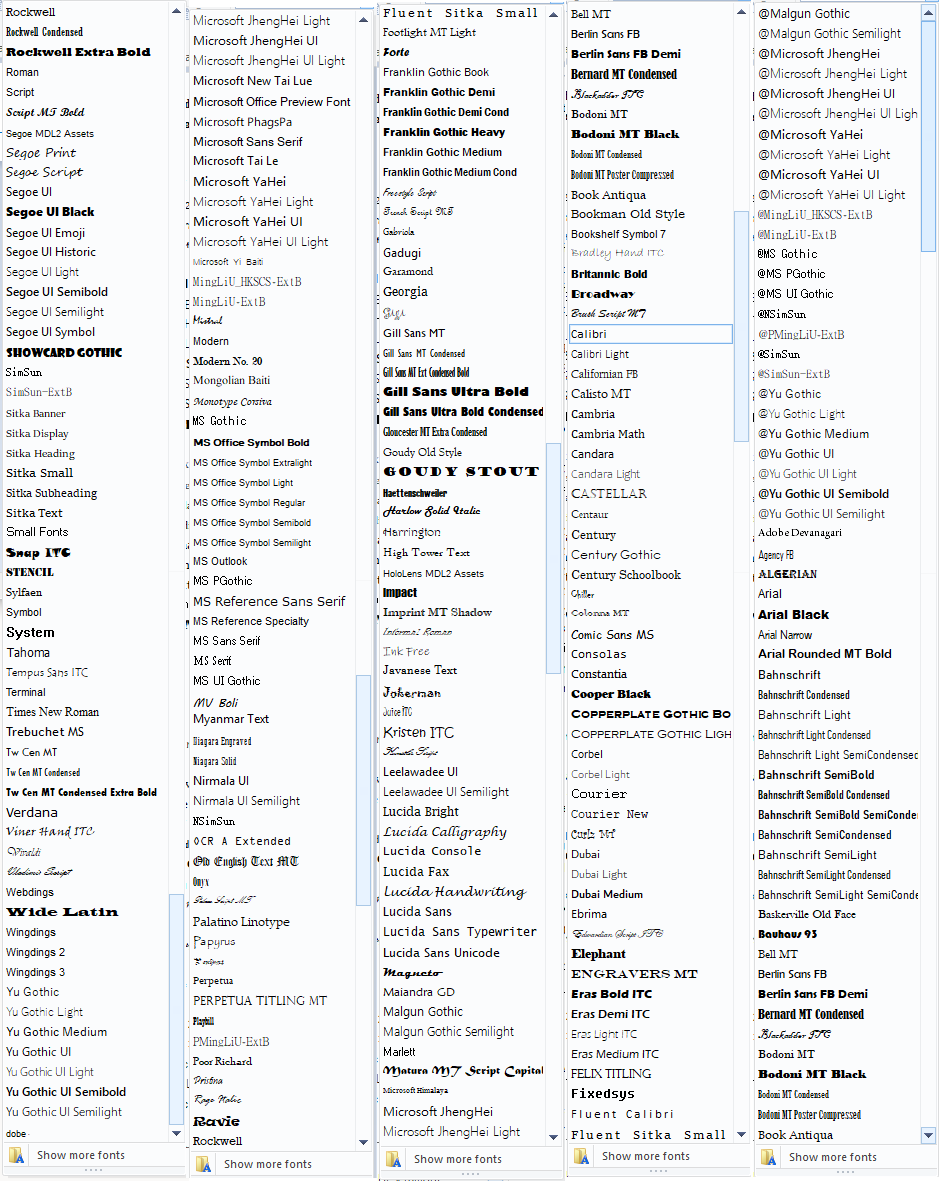 Rockwell
Rockwell Condensed
Rockwell Extra Bold
Roman
Script
Script MT Bold
Segoe MDL2 Assets
Segoe Print
Segoe Script
Segoe UI
Segoe UI Black
Segoe UI Emoji
Segoe UI Historic
Segoe UI Light
Segoe UI Semibold
Segoe UI Semilight
Segoe UI Symbol
SHOWCARD GOTHIC
SimSun
SimSun-ExtB
Sitka Banner
Sitka Display
Sitka Heading
Sitka Small
Sitka Subheading
Sitka Text
Small Fonts
Snap ITC
STENCIL
Sylfaen
Symbol
System
Tahoma
Tempus Sans ITC
Terminal
Times New Roman
Trebuchet MS
Tw Cen MT
Tw Cen MT Condensed
Tw Cen MT Condensed Extra Bold
Verdana
Viner Hand ITC
Vivaldi
Vladimir Script
Webdings
Wide Latin
Wingdings
Wingdings 2
Wingdings 3
Yu Gothic
Yu Gothic Light
Yu Gothic Medium
Yu Gothic UI
Yu Gothic UI Light
Yu Gothic UI Semibold
Yu Gothic UI Semilight
dobe
Show more fonts
Microsoft JhengHei Light
Microsoft JhengHei UI
Microsoft JhengHei UI Light
Microsoft New Tai Lue
Microsoft Office Preview Font
Microsoft PhagsPa
Microsoft Sans Serif
Microsoft Tai Le
Microsoft YaHei
Microsoft YaHei Light
Microsoft YaHei UI
Microsoft YaHei UI Light
Microsoft Yi Baiti
MingLiU_HKSCS-ExtB
MingLiU-ExtB
Mistral
Modern
Modern No. 20
Mongolian Baiti
Monotype Corsiva
MS Gothic
MS Office Symbol Bold
MS Office Symbol Extralight
MS Office Symbol Light
MS Office Symbol Regular
MS Office Symbol Semibold
MS Office Symbol Semilight
MS Outlook
MS PGothic
MS Reference Sans Serif
MS Reference Specialty
MS Sans Serif
MS Serif
MS UI Gothic
MV Boli
Myanmar Text
Niagara Engraved
Niagara Solid
Nirmala UI
Nirmala UI Semilight
NSimSun
OCR A Extended
Old English Text MT
Onyx
Palace Script MT
Palatino Linotype
Papyrus
Parchment
Perpetua
PERPETUA TITLING MT
Playbill
PMingLiU-ExtB
Poor Richard
Pristina
Rage Italic
Ravie
Rockwell
Show more fonts
Fluent Sitka Small
Footlight MT Light
Forte
Franklin Gothic Book
Franklin Gothic Demi
Franklin Gothic Demi Cond
Franklin Gothic Heavy
Franklin Gothic Medium
Franklin Gothic Medium Cond
Freestyle Script
French Script MT
Gabriola
Gadugi
Garamond
Georgia
Gigi
Gill Sans MT
Gill Sans MT Condensed
Gill Sans MT Ext Condensed Bold
Gill Sans Ultra Bold
Gill Sans Ultra Bold Condensed
Gloucester MT Extra Condensed
Goudy Old Style
GOUDY STOUT
Haettenschweiler
Harlow Solid Italic
Harrington
High Tower Text
HoloLens MDL2 Assets
Impact
Imprint MT Shadow
Informal Roman
Ink Free
Javanese Text
Jokerman
Juice ITC
Kristen ITC
Kunstler Script
Leelawadee UI
Leelawadee UI Semilight
Lucida Bright
Lucida Calligraphy
Lucida Console
Lucida Fax
Lucida Handwriting
Lucida Sans
Lucida Sans Typewriter
Lucida Sans Unicode
Magneto
Maiandra GD
Malgun Gothic
Malgun Gothic Semilight
Marlett
Matura MT Script Capital
Microsoft Himalaya
Microsoft JhengHei
Microsoft JhengHei Light
Show more fonts
Bell MT
Berlin Sans FB
Berlin Sans FB Demi
Bernard MT Condensed
Blackadder ITC
Bodoni MT
Bodoni MT Black
Bodoni MT Condensed
Bodoni MT Poster Compressed
Book Antiqua
Bookman Old Style
Bookshelf Symbol 7
Bradley Hand ITC
Britannic Bold
Broadway
Brush Script MT
Calibri
Calibri Light
Californian FB
Calisto MT
Cambria
Cambria Math
Candara
Candara Light
CASTELLAR
Centaur
Century
Century Gothic
Century Schoolbook
Chiller
Colonna MT
Comic Sans MS
Consolas
Constantia
Cooper Black
COPPERPLATE GOTHIC BO
COPPERPLATE GOTHIC LIGH
Corbel
Corbel Light
Courier
Courier New
Curlz MT
Dubai
Dubai Light
Dubai Medium
Ebrima
Edwardian Script ITC
Elephant
ENGRAVERS MT
Eras Bold ITC
Eras Demi ITC
Eras Light ITC
Eras Medium ITC
FELIX TITLING
Fixedsys
Fluent Calibri
Fluent Sitka Small
Show more fonts
@Malgun Gothic
@Malgun Gothic Semilight
@Microsoft JhengHei
@Microsoft JhengHei Light
@Microsoft JhengHei UI
@Microsoft JhengHei UI Ligh
@Microsoft YaHei
@Microsoft YaHei Light
@Microsoft YaHei UI
@Microsoft YaHei UI Light
@MingLiU_HKSCS-ExtB
@MingLiU-ExtB
@MS Gothic
@MS PGothic
@MS UI Gothic
@NSimSun
@PMingLiU-ExtB
@SimSun
@SimSun-ExtB
@Yu Gothic
@Yu Gothic Light
@Yu Gothic Medium
@Yu Gothic UI
@Yu Gothic UI Light
@Yu Gothic UI Semibold
@Yu Gothic UI Semilight
Adobe Devanagari
Agency FB
ALGERIAN
Arial
Arial Black
Arial Narrow
Arial Rounded MT Bold
Bahnschrift
Bahnschrift Condensed
Bahnschrift Light
Bahnschrift Light Condensed
Bahnschrift Light SemiCondensed
Bahnschrift SemiBold
Bahnschrift SemiBold Condensed
Bahnschrift SemiBold SemiConden
Bahnschrift SemiCondensed
Bahnschrift SemiLight
Bahnschrift SemiLight Condensed
Bahnschrift SemiLight SemiConde
Baskerville Old Face
Bauhaus 93
Bell MT
Berlin Sans FB
Berlin Sans FB Demi
Bernard MT Condensed
Blackadder ITC
Bodoni MT
Bodoni MT Black
Bodoni MT Condensed
Bodoni MT Poster Compressed
Book Antiqua
Show more fonts